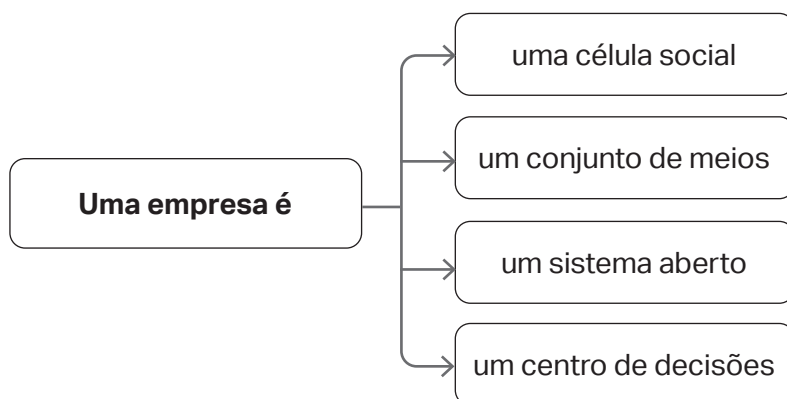 Uma empresa é
uma célula social
um conjunto de meios
um sistema aberto
um centro de decisões